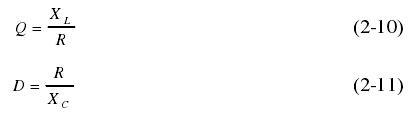 Q = X_L / R (2-10)
D = R / X_C (2-11)